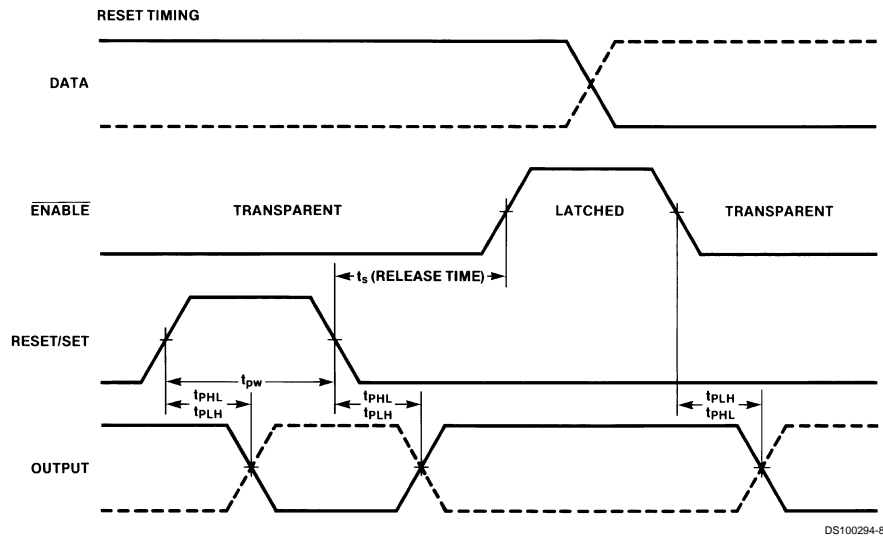 RESET TIMING
DATA
ENABLE
TRANSPARENT
LATCHED
TRANSPARENT
ts (RELEASE TIME)
RESET/SET
tpw
tPHL
tPLH
tPHL
tPLH
tPLH
tPHL
OUTPUT
DS100294-8